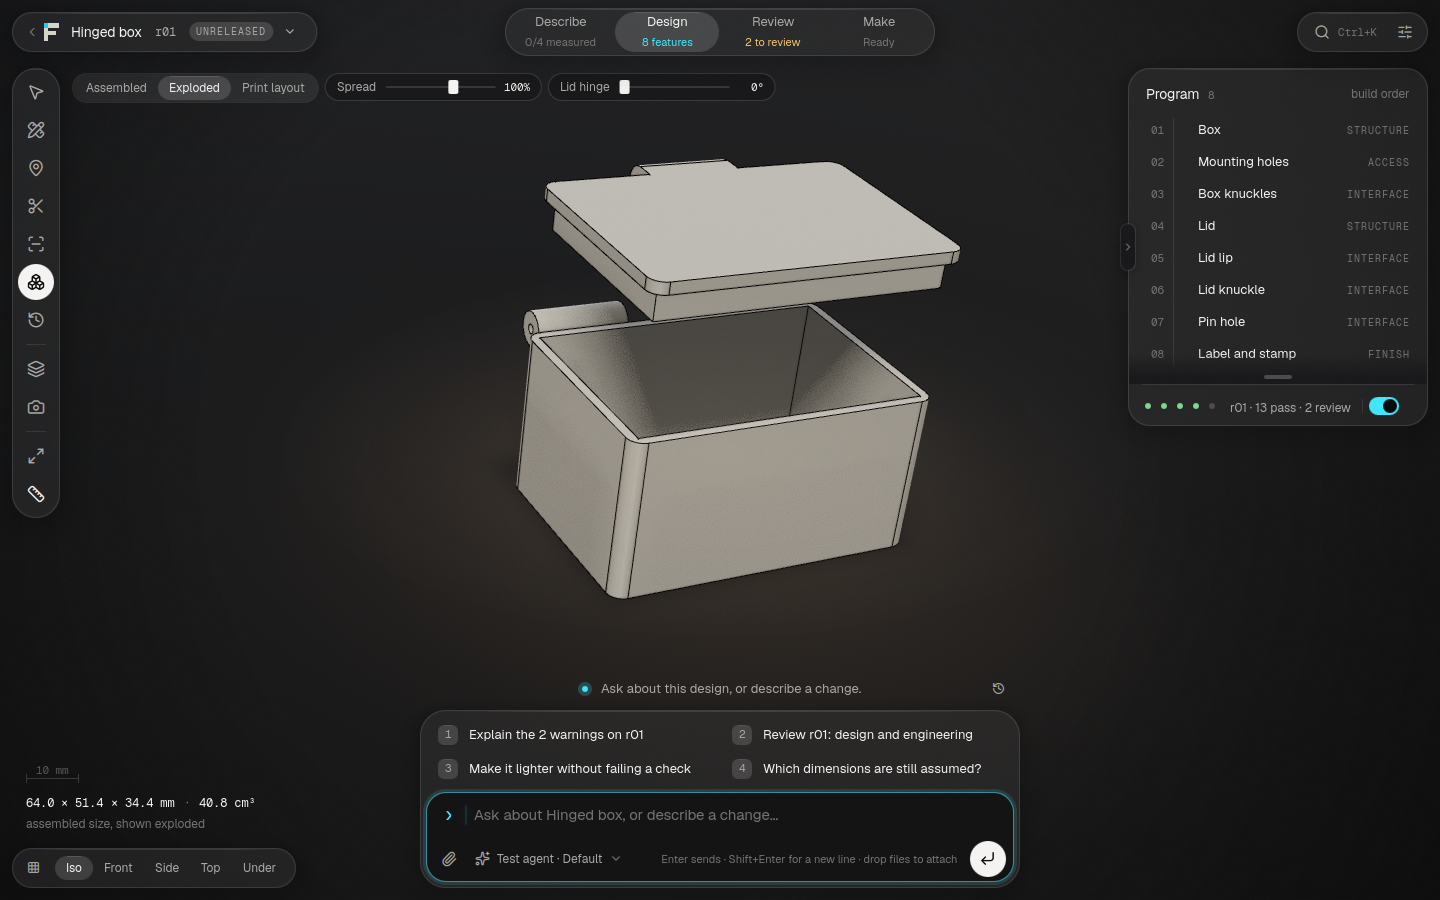 Hinged box r01 UNRELEASED
Describe
0/4 measured
Design
8 features
Review
2 to review
Make
Ready
Ctrl+K
Assembled Exploded Print layout
Spread 100%
Lid hinge 0°
Program 8 build order
01 Box STRUCTURE
02 Mounting holes ACCESS
03 Box knuckles INTERFACE
04 Lid STRUCTURE
05 Lid lip INTERFACE
06 Lid knuckle INTERFACE
07 Pin hole INTERFACE
08 Label and stamp FINISH
r01 · 13 pass · 2 review
Ask about this design, or describe a change.
1 Explain the 2 warnings on r01
2 Review r01: design and engineering
3 Make it lighter without failing a check
4 Which dimensions are still assumed?
Ask about Hinged box, or describe a change...
Test agent · Default
Enter sends · Shift+Enter for a new line · drop files to attach
10 mm
64.0 × 51.4 × 34.4 mm · 40.8 cm³
assembled size, shown exploded
Iso Front Side Top Under